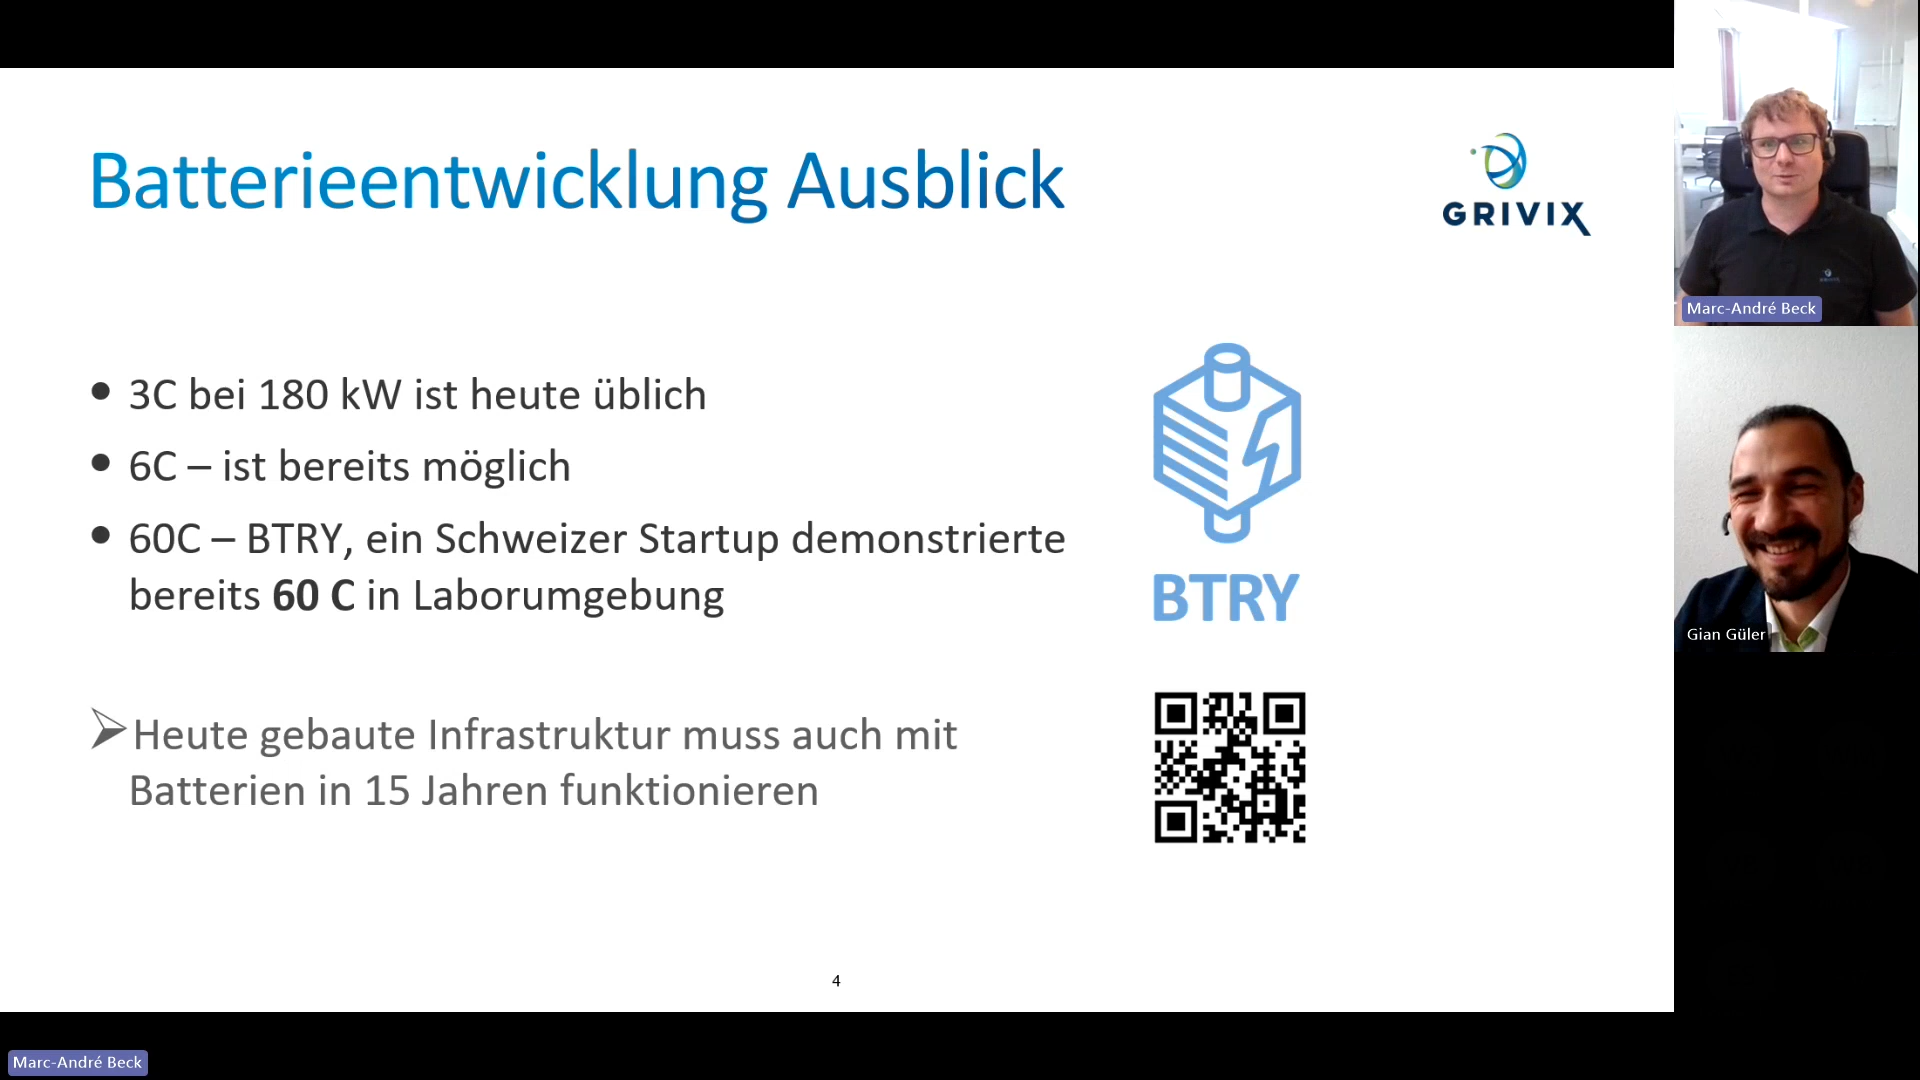 Batterieentwicklung Ausblick
GRIVIX
• 3C bei 180 kW ist heute üblich
• 6C – ist bereits möglich
• 60C – BTRY, ein Schweizer Startup demonstrierte
bereits 60 C in Laborumgebung
➢Heute gebaute Infrastruktur muss auch mit
Batterien in 15 Jahren funktionieren
BTRY
4
Marc-André Beck
Gian Güler
Marc-André Beck